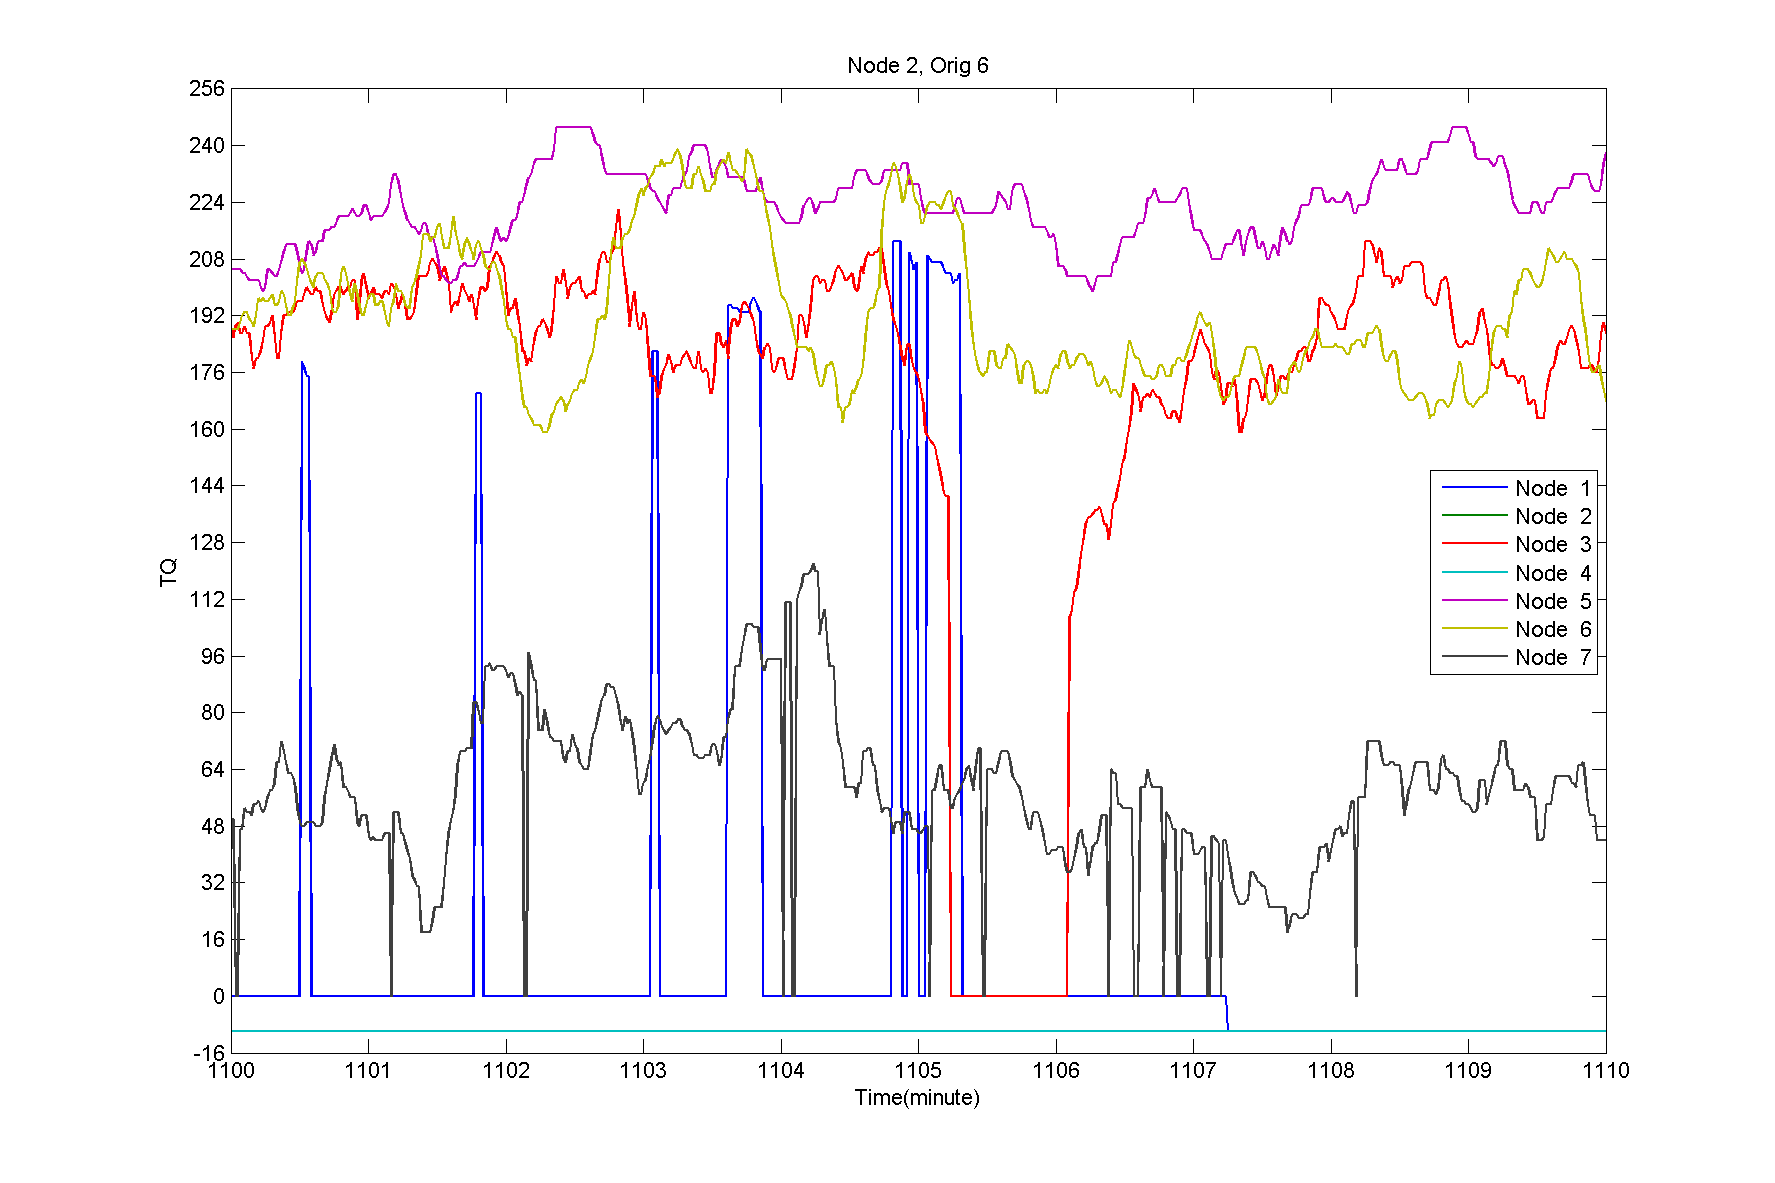 Node 2, Orig 6
256
240
224
208
192
176
160
144
128
112
96
80
64
48
32
16
0
-16
TQ
Node 1
Node 2
Node 3
Node 4
Node 5
Node 6
Node 7
1100 1101 1102 1103 1104 1105 1106 1107 1108 1109 1110
Time(minute)